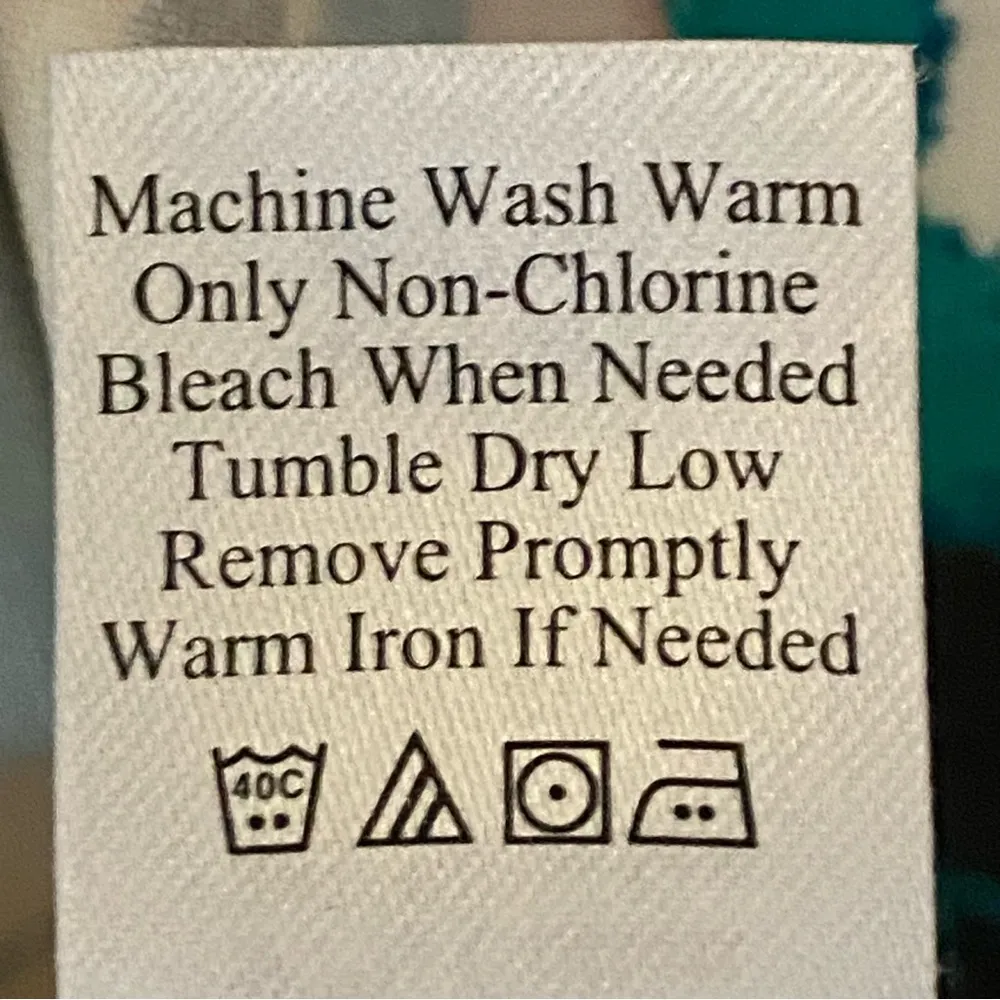 Machine Wash Warm
Only Non-Chlorine
Bleach When Needed
Tumble Dry Low
Remove Promptly
Warm Iron If Needed
40C